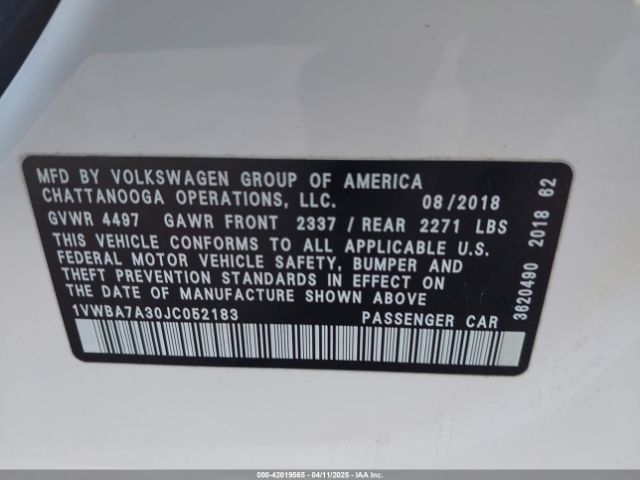 MFD BY VOLKSWAGEN GROUP OF AMERICA
CHATTANOOGA OPERATIONS, LLC. 08/2018
GVWR 4497 GAWR FRONT 2337 / REAR 2271 LBS
THIS VEHICLE CONFORMS TO ALL APPLICABLE U.S.
FEDERAL MOTOR VEHICLE SAFETY, BUMPER AND
THEFT PREVENTION STANDARDS IN EFFECT ON
THE DATE OF MANUFACTURE SHOWN ABOVE
1VWBA7A30JC052183 PASSENGER CAR
3620490 2018 62
000-42019565 - 04/11/2025 - IAA Inc.